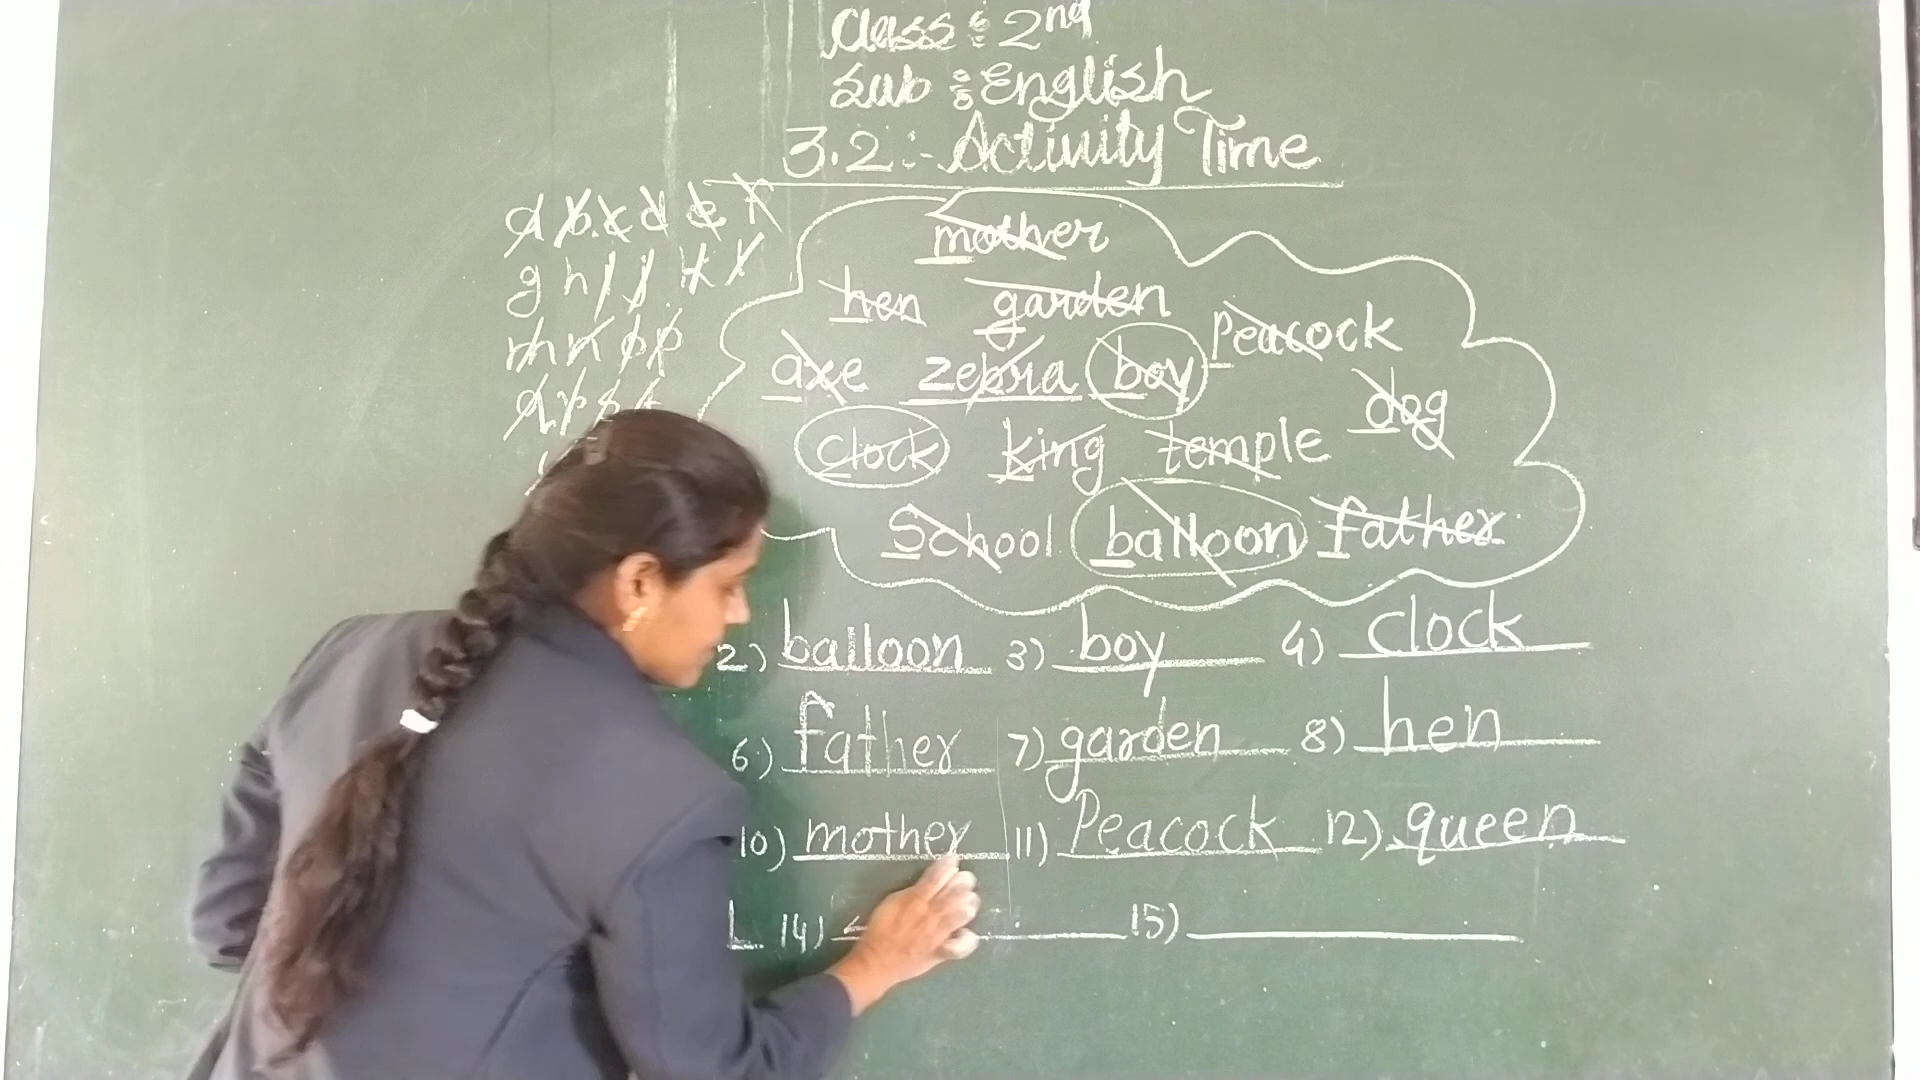 Class : 2nd
Sub : English
3.2 :- Activity Time
a b c d e f
g h i j k l
m n o p
q r s t
mother
hen garden
Peacock
axe zebra boy
dog
clock king temple
School balloon father
2) balloon 3) boy 4) clock
6) father 7) garden 8) hen
10) mother 11) Peacock 12) queen
L 14) 15)